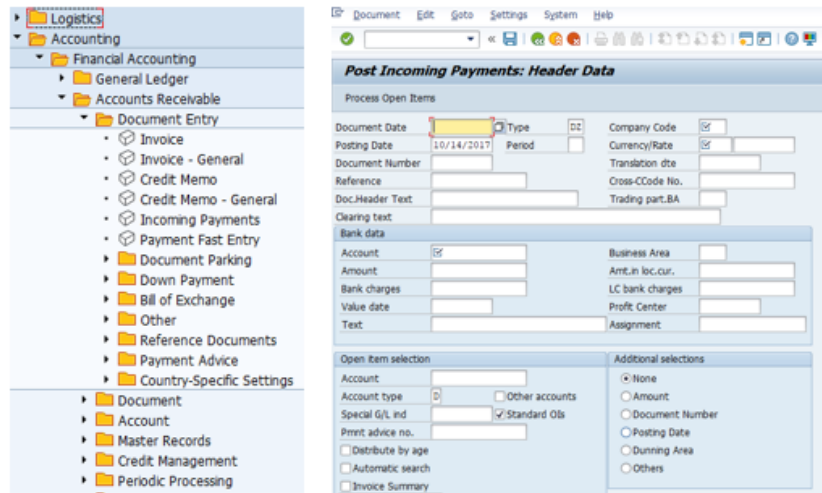 Logistics
Accounting
Financial Accounting
General Ledger
Accounts Receivable
Document Entry
Invoice
Invoice - General
Credit Memo
Credit Memo - General
Incoming Payments
Payment Fast Entry
Document Parking
Down Payment
Bill of Exchange
Other
Reference Documents
Payment Advice
Country-Specific Settings
Document
Account
Master Records
Credit Management
Periodic Processing
Document Edit Goto Settings System Help
Post Incoming Payments: Header Data
Process Open Items
Document Date Type DZ Company Code
Posting Date 10/14/2017 Period Currency/Rate
Document Number Translation dte
Reference Cross-CCode No.
Doc.Header Text Trading part.BA
Clearing text
Bank data
Account Business Area
Amount Amt.in loc.cur.
Bank charges LC bank charges
Value date Profit Center
Text Assignment
Open item selection Additional selections
Account None
Account type D Other accounts Amount
Special G/L ind Standard OIs Document Number
Pmnt advice no. Posting Date
Distribute by age Dunning Area
Automatic search Others
Invoice Summary